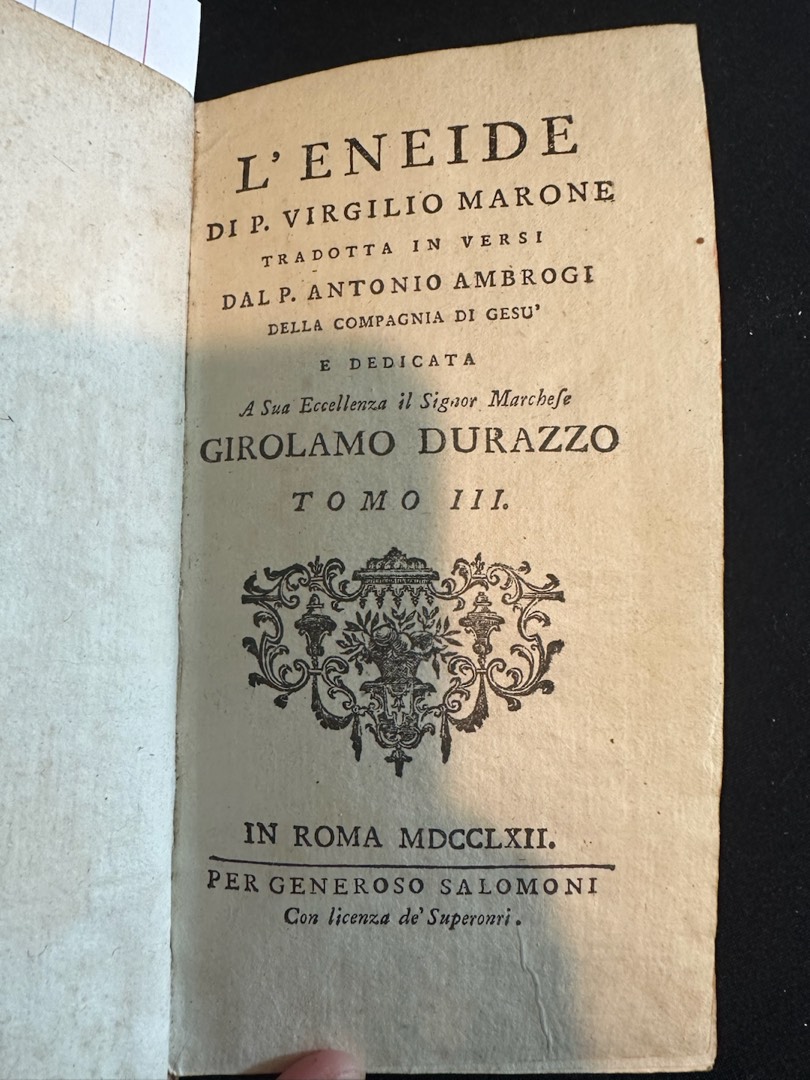 L'ENEIDE
DI P. VIRGILIO MARONE
TRADOTTA IN VERSI
DAL P. ANTONIO AMBROGI
DELLA COMPAGNIA DI GESU'
E DEDICATA
A Sua Eccellenza il Signor Marcheſe
GIROLAMO DURAZZO
TOMO III.
IN ROMA MDCCLXII.
PER GENEROSO SALOMONI
Con licenza de' Superonri.